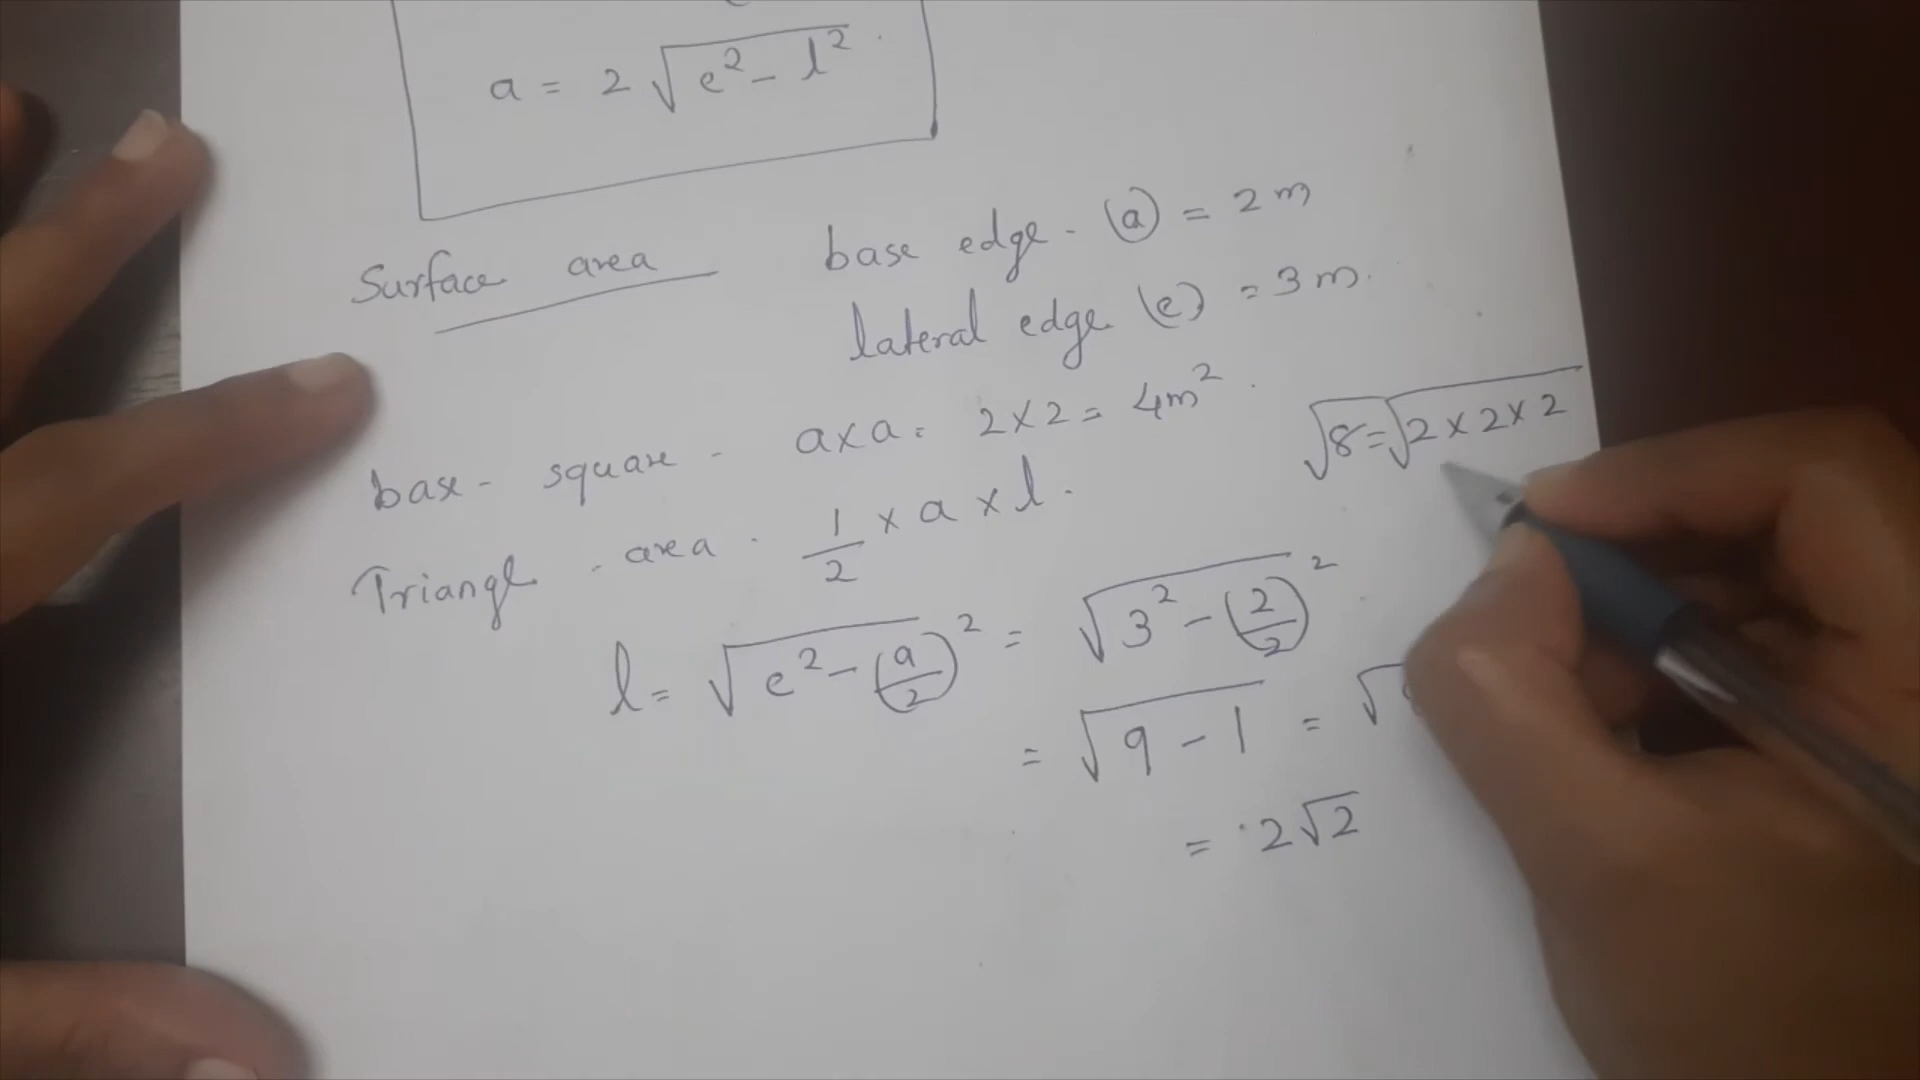 a = 2 √(e² - l²)
Surface area
base edge - (a) = 2 m
lateral edge (e) = 3 m.
base - square - a x a = 2 x 2 = 4m².
√8 = √2 x 2 x 2
Triangl - area - 1/2 x a x l.
l = √e² - (a/2)² = √3² - (2/2)²
= √9 - 1 = √
= 2√2